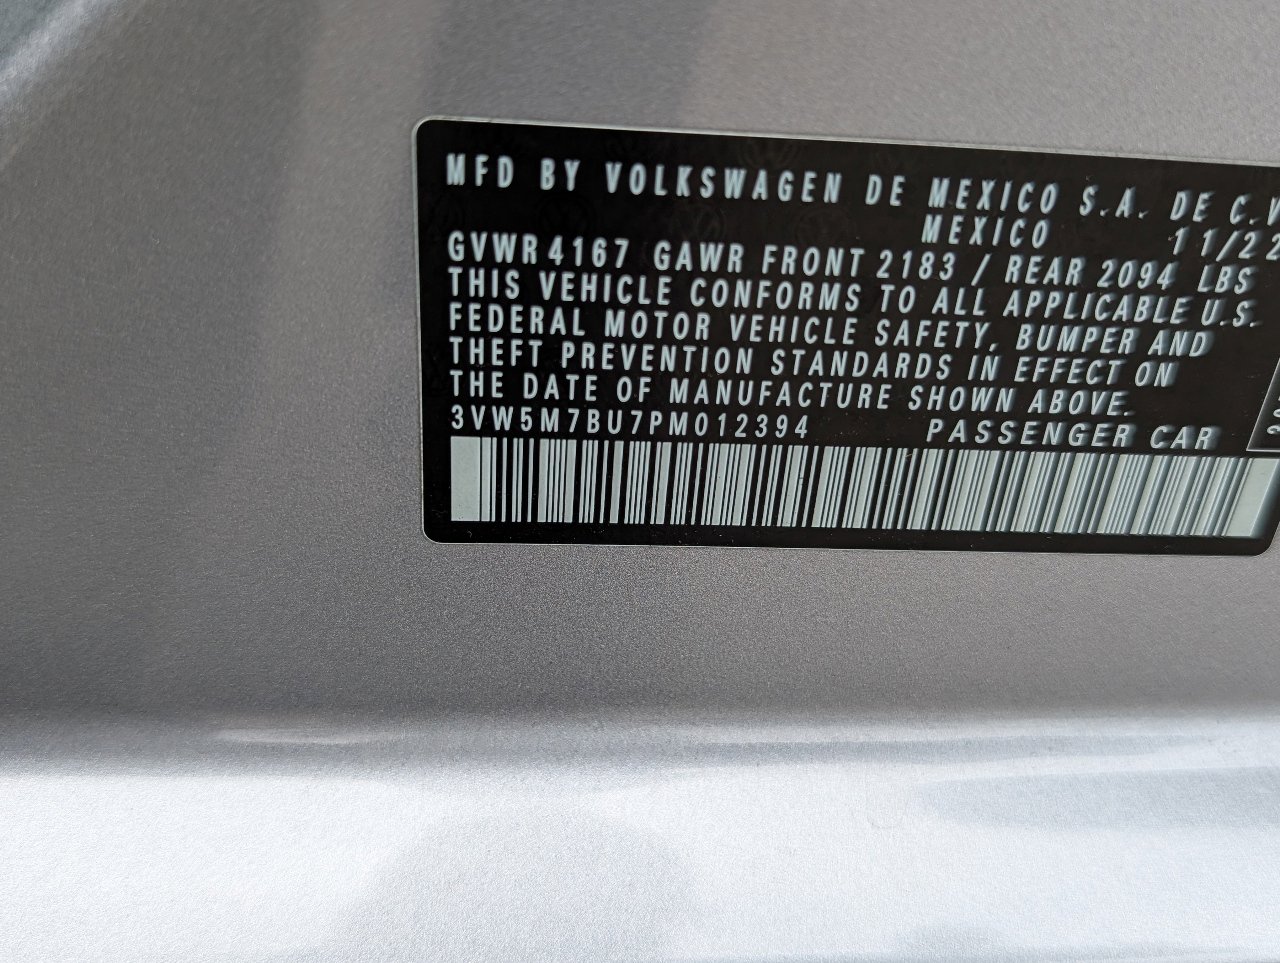 MFD BY VOLKSWAGEN DE MEXICO S.A. DE C.V
MEXICO 11/22
GVWR 4167 GAWR FRONT 2183 / REAR 2094 LBS
THIS VEHICLE CONFORMS TO ALL APPLICABLE U.S.
FEDERAL MOTOR VEHICLE SAFETY, BUMPER AND
THEFT PREVENTION STANDARDS IN EFFECT ON
THE DATE OF MANUFACTURE SHOWN ABOVE.
3VW5M7BU7PM012394 PASSENGER CAR